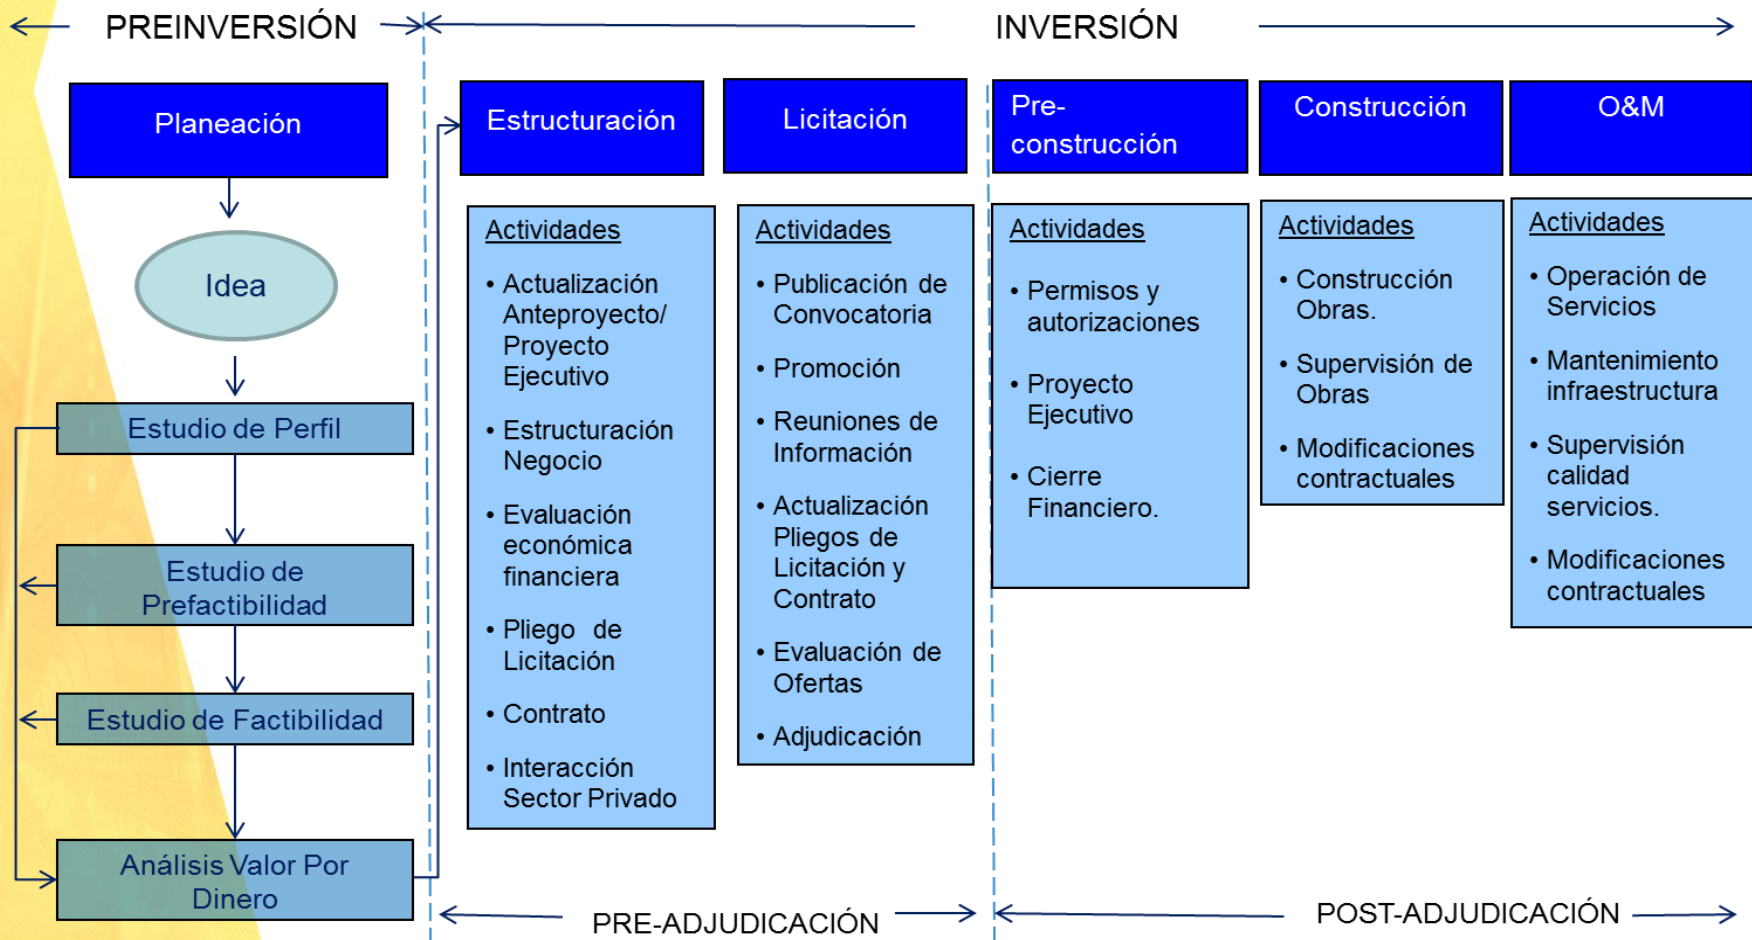 PREINVERSIÓN
INVERSIÓN
Planeación
Idea
Estudio de Perfil
Estudio de
Prefactibilidad
Estudio de Factibilidad
Análisis Valor Por
Dinero
Estructuración
Actividades
• Actualización
Anteproyecto/
Proyecto
Ejecutivo
• Estructuración
Negocio
• Evaluación
económica
financiera
• Pliego de
Licitación
• Contrato
• Interacción
Sector Privado
Licitación
Actividades
• Publicación de
Convocatoria
• Promoción
• Reuniones de
Información
• Actualización
Pliegos de
Licitación y
Contrato
• Evaluación de
Ofertas
• Adjudicación
Pre-
construcción
Actividades
• Permisos y
autorizaciones
• Proyecto
Ejecutivo
• Cierre
Financiero.
Construcción
Actividades
• Construcción
Obras.
• Supervisión de
Obras
• Modificaciones
contractuales
O&M
Actividades
• Operación de
Servicios
• Mantenimiento
infraestructura
• Supervisión
calidad
servicios.
• Modificaciones
contractuales
PRE-ADJUDICACIÓN
POST-ADJUDICACIÓN